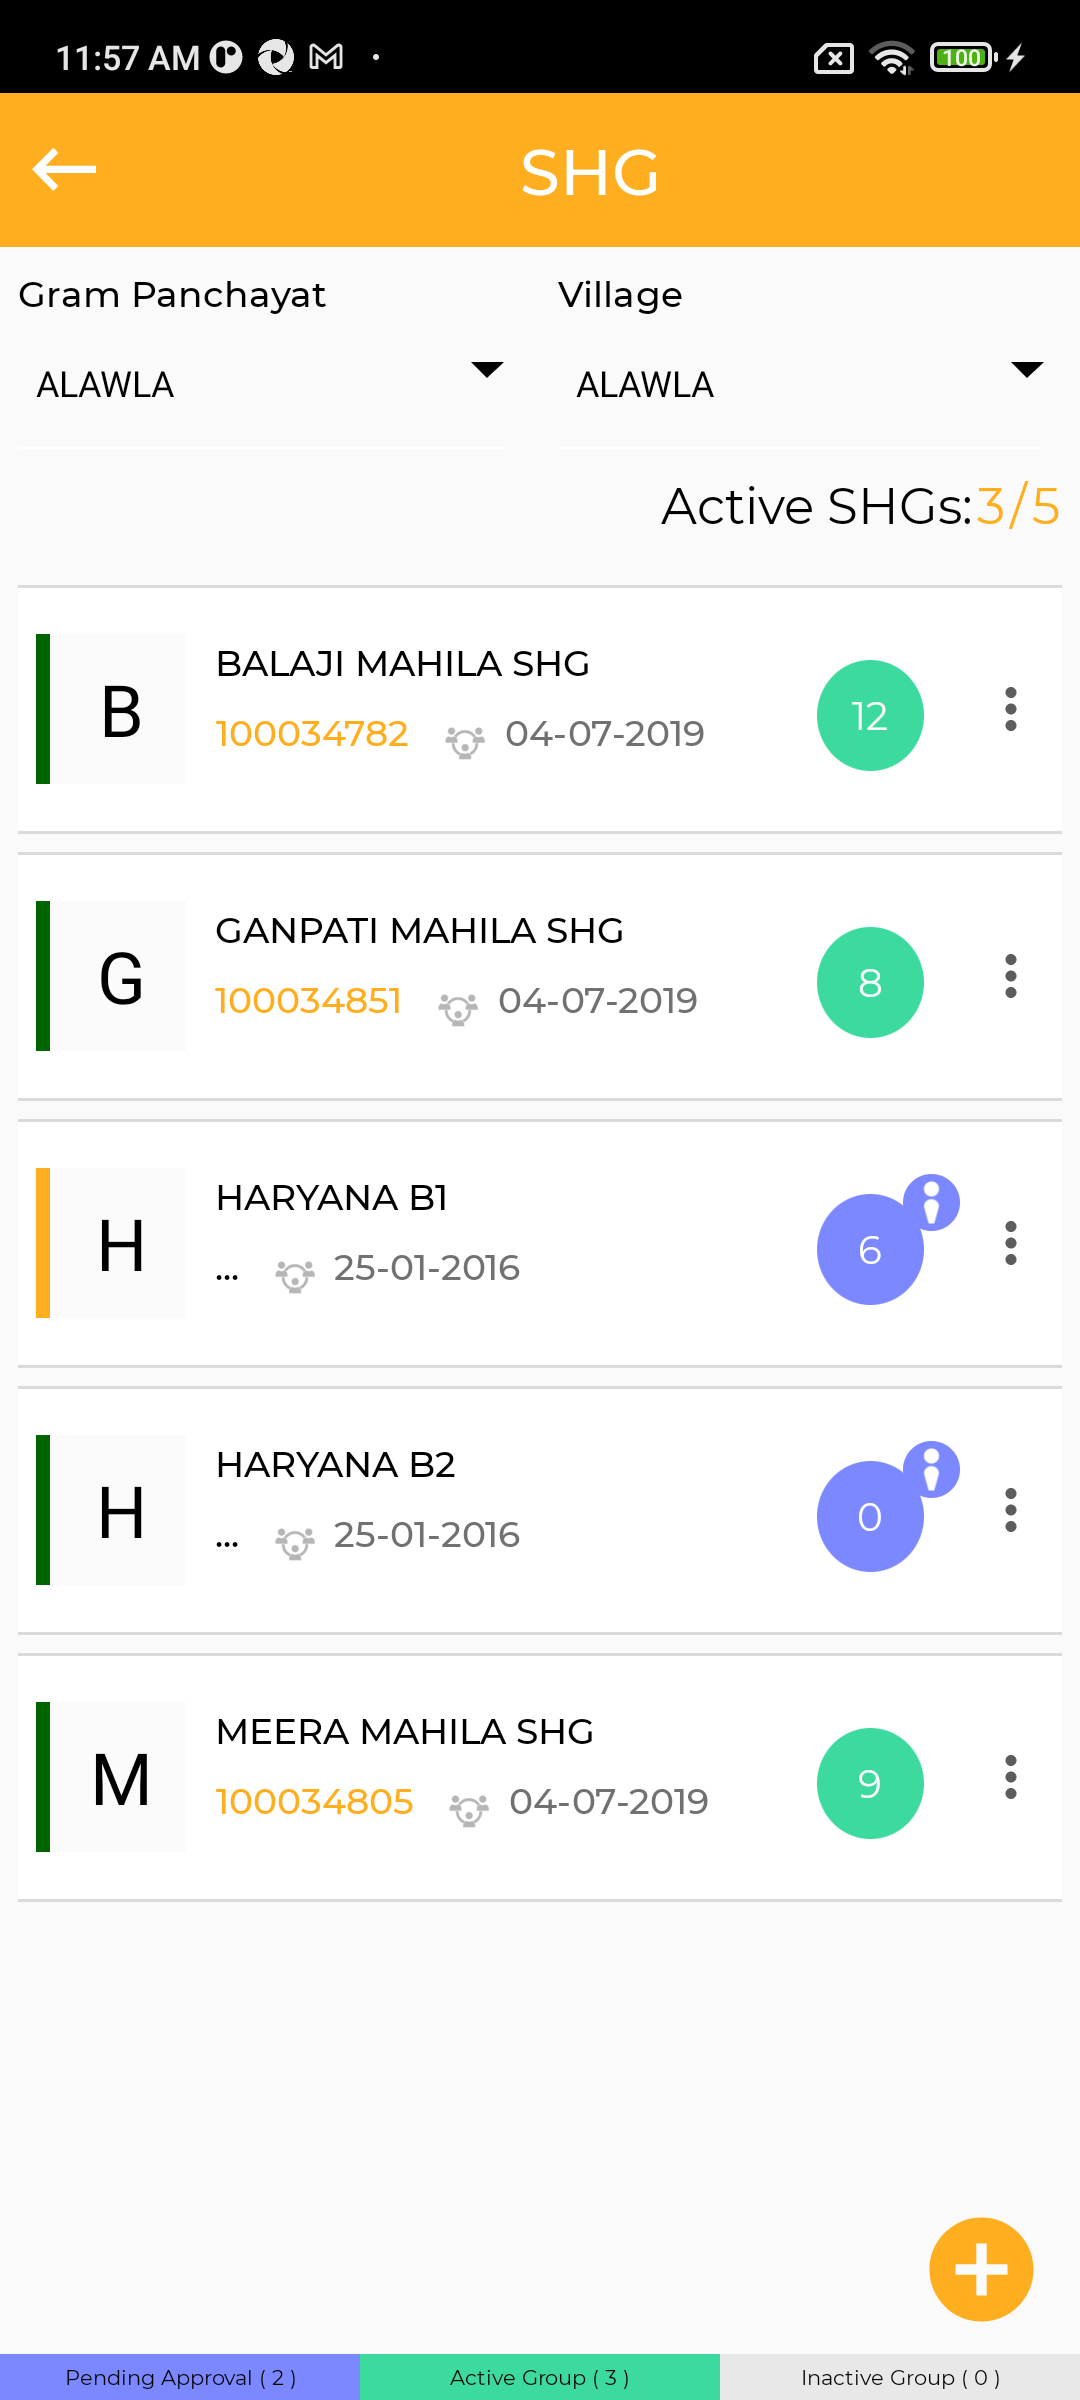 11:57 AM
100
SHG
Gram Panchayat
Village
ALAWLA
ALAWLA
Active SHGs: 3/5
B
BALAJI MAHILA SHG
100034782 04-07-2019
12
G
GANPATI MAHILA SHG
100034851 04-07-2019
8
H
HARYANA B1
... 25-01-2016
6
H
HARYANA B2
... 25-01-2016
0
M
MEERA MAHILA SHG
100034805 04-07-2019
9
Pending Approval ( 2 )
Active Group ( 3 )
Inactive Group ( 0 )